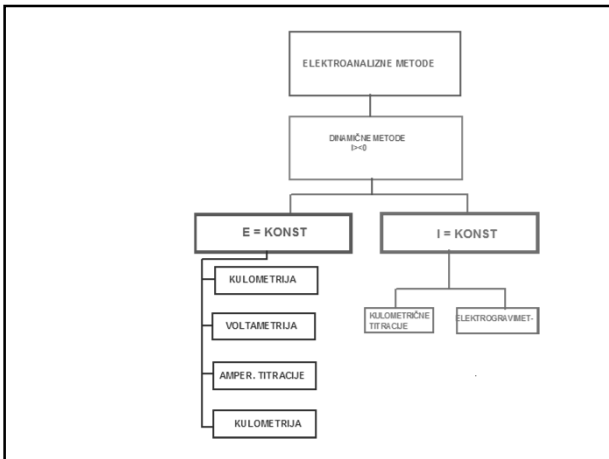 ELEKTROANALIZNE METODE
DINAMIČNE METODE
I><0
E = KONST
I = KONST
KULOMETRIJA
VOLTAMETRIJA
AMPER. TITRACIJE
KULOMETRIJA
KULOMETRIČNE
TITRACIJE
ELEKTROGRAVIMET-